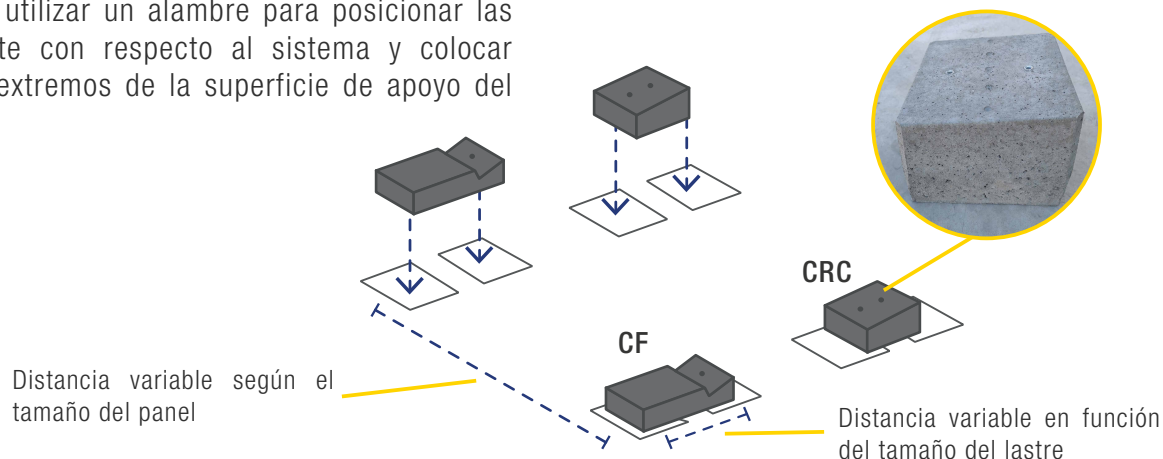 utilizar un alambre para posicionar las
te con respecto al sistema y colocar
extremos de la superficie de apoyo del
CRC
CF
Distancia variable según el
tamaño del panel
Distancia variable en función
del tamaño del lastre